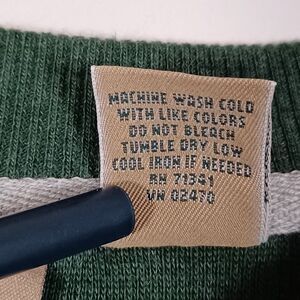 MACHINE WASH COLD
WITH LIKE COLORS
DO NOT BLEACH
TUMBLE DRY LOW
COOL IRON IF NEEDED
RN 71341
VN 02470